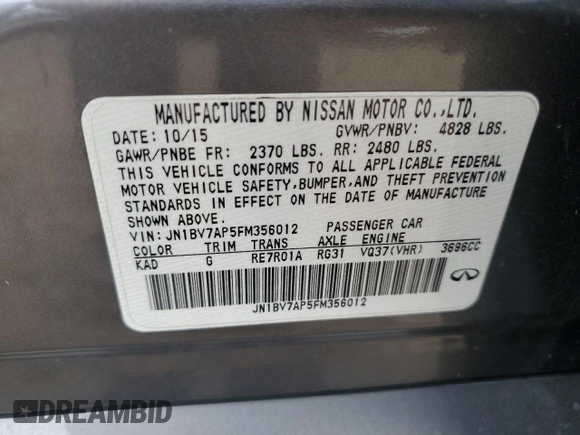 MANUFACTURED BY NISSAN MOTOR CO.,LTD.
DATE: 10/15 GVWR/PNBV: 4828 LBS.
GAWR/PNBE FR: 2370 LBS. RR: 2480 LBS.
THIS VEHICLE CONFORMS TO ALL APPLICABLE FEDERAL
MOTOR VEHICLE SAFETY,BUMPER,AND THEFT PREVENTION
STANDARDS IN EFFECT ON THE DATE OF MANUFACTURE
SHOWN ABOVE.
VIN: JN1BV7AP5FM356012 PASSENGER CAR
COLOR TRIM TRANS AXLE ENGINE
KAD G RE7R01A RG31 VQ37(VHR) 3696CC
JN1BV7AP5FM356012
DREAMBID